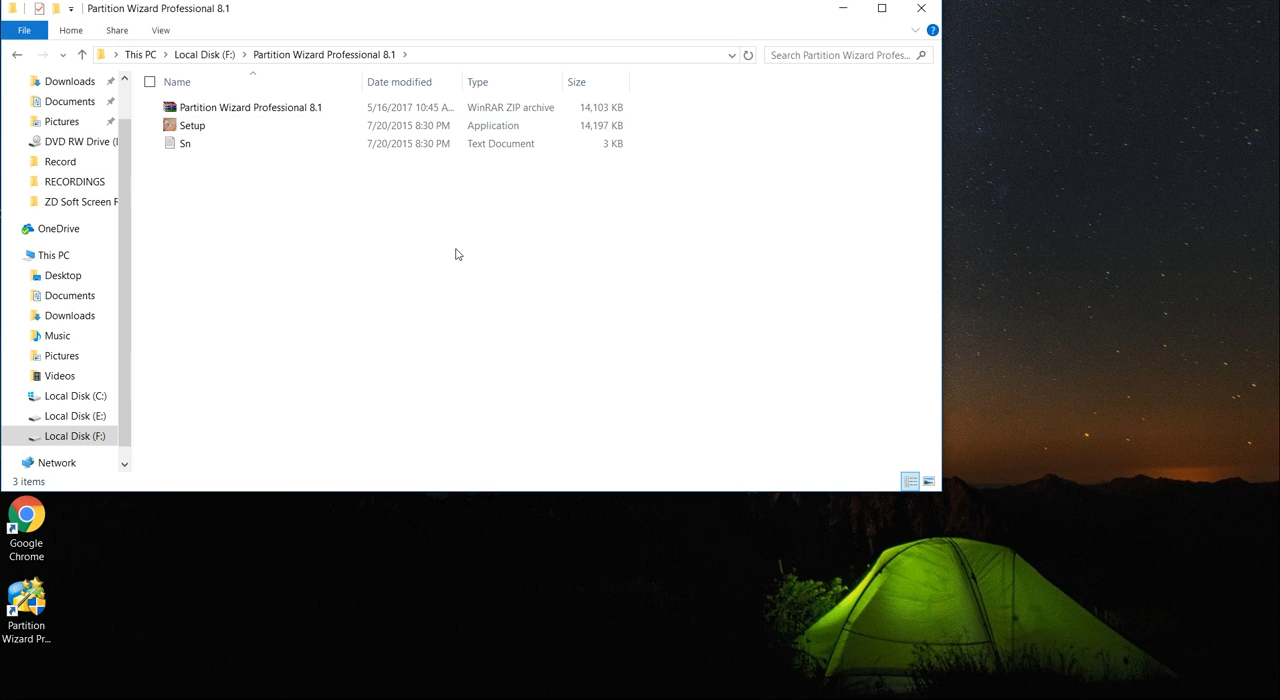 Partition Wizard Professional 8.1
File Home Share View
This PC Local Disk (F:) Partition Wizard Professional 8.1 Search Partition Wizard Profes...
Downloads
Documents
Pictures
DVD RW Drive (
Record
RECORDINGS
ZD Soft Screen R
OneDrive
This PC
Desktop
Documents
Downloads
Music
Pictures
Videos
Local Disk (C:)
Local Disk (E:)
Local Disk (F:)
Network
Name Date modified Type Size
Partition Wizard Professional 8.1 5/16/2017 10:45 A... WinRAR ZIP archive 14,103 KB
Setup 7/20/2015 8:30 PM Application 14,197 KB
Sn 7/20/2015 8:30 PM Text Document 3 KB
3 items
Google
Chrome
Partition
Wizard Pr...